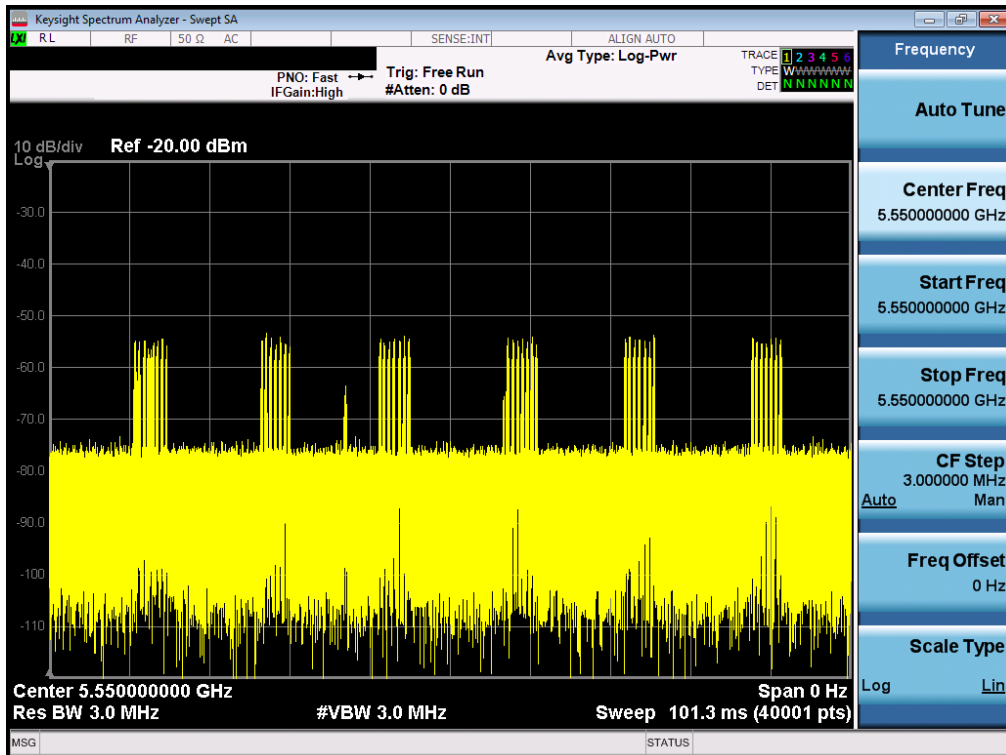 Keysight Spectrum Analyzer - Swept SA
LXI RL RF 50 Ω AC SENSE:INT ALIGN AUTO
Frequency
Avg Type: Log-Pwr
TRACE 1 2 3 4 5 6
PNO: Fast Trig: Free Run
TYPE WWWWWW
IFGain:High #Atten: 0 dB
DET N N N N N N
Auto Tune
10 dB/div Ref -20.00 dBm
Log
Center Freq
5.550000000 GHz
-30.0
-40.0
Start Freq
5.550000000 GHz
-50.0
-60.0
Stop Freq
5.550000000 GHz
-70.0
-80.0
CF Step
3.000000 MHz
Auto Man
-90.0
-100
Freq Offset
0 Hz
-110
Scale Type
Log Lin
Center 5.550000000 GHz Span 0 Hz
Res BW 3.0 MHz #VBW 3.0 MHz Sweep 101.3 ms (40001 pts)
MSG STATUS